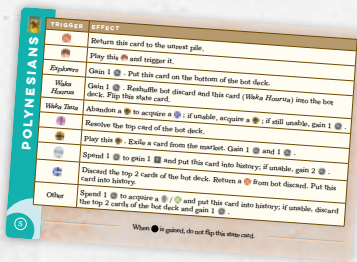 POLYNESIANS
TRIGGER EFFECT
Return this card to the unrest pile.
Play this and trigger it.
Explorers Gain 1 . Put this card on the bottom of the bot deck.
Waka Hourua Gain 1 . Reshuffle bot discard and this card (Waka Hourua) into the bot
deck. Flip this state card.
Waka Taua Abandon a to acquire a ; if unable, acquire a ; if still unable, gain 1 .
Resolve the top card of the bot deck.
Play this . Exile a card from the market. Gain 1 and 1 .
Spend 1 to gain 1 and put this card into history; if unable, gain 2 .
Discard the top 2 cards of the bot deck. Return a from bot discard. Put this
card into history.
Other Spend 1 to acquire a / and put this card into history; if unable, discard
the top 2 cards of the bot deck and gain 1 .
When is gained, do not flip this state card.
S